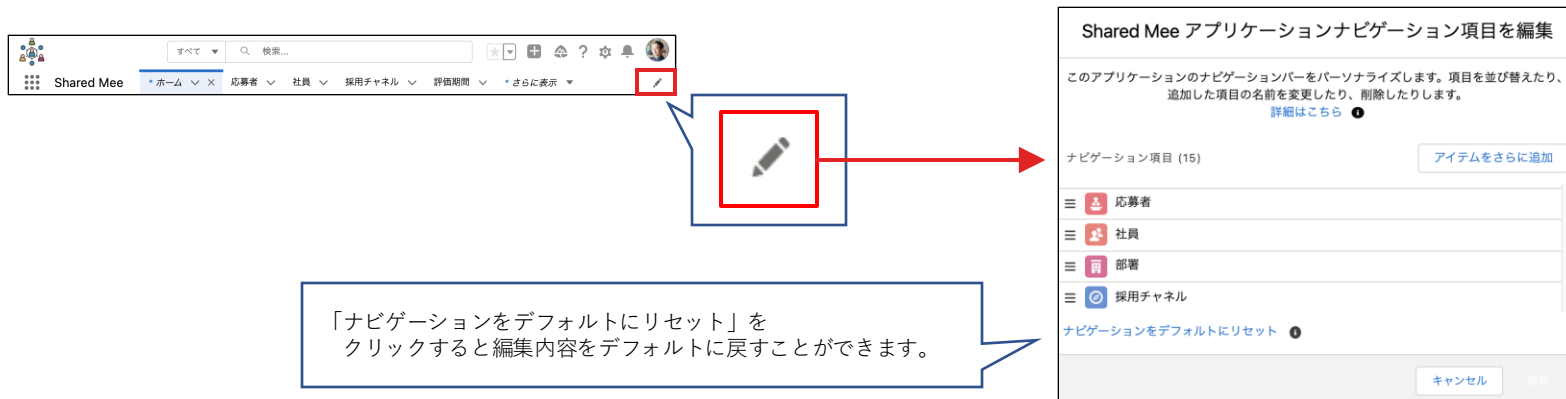 すべて 検索...
Shared Mee * ホーム 応募者 社員 採用チャネル 評価期間 * さらに表示
「ナビゲーションをデフォルトにリセット」を
クリックすると編集内容をデフォルトに戻すことができます。
Shared Mee アプリケーションナビゲーション項目を編集
このアプリケーションのナビゲーションバーをパーソナライズします。項目を並び替えたり、
追加した項目の名前を変更したり、削除したりします。
詳細はこちら
ナビゲーション項目 (15) アイテムをさらに追加
応募者
社員
部署
採用チャネル
ナビゲーションをデフォルトにリセット
キャンセル 保存